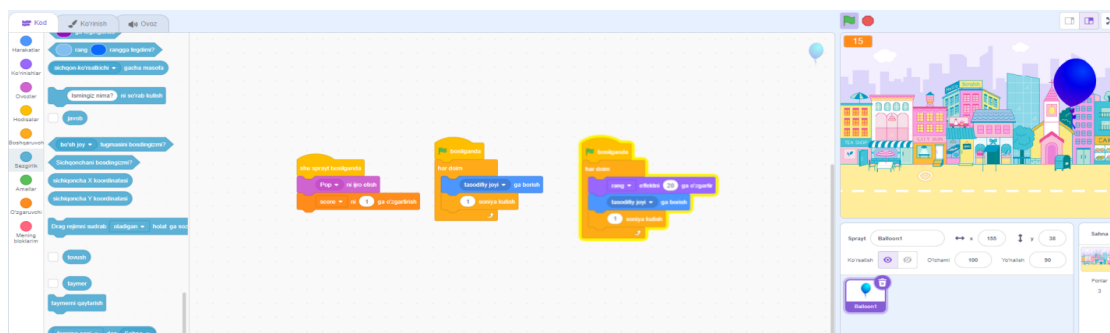 Kod
Ko'rinish
Ovoz
Harakatlar
Ko'rinishlar
Ovozlar
Hodisalar
Boshqaruvchi
Sezgirlik
Amallar
O'zgaruvchi
Mening bloklarim
rang rangga tegdimi?
sichqon-ko'rsatkichi gacha masofa
Ismingiz nima? ni so'rab kutish
javob
bo'sh joy tugmasini bosdingizmi?
Sichqonchani bosdingizmi?
sichqoncha X koordinatasi
sichqoncha Y koordinatasi
Drag rejimni sudrab oladigan holat ga
tovush
taymer
taymerni qaytarish
shu sprayt bosilganda
Pop ni ijro etish
score ni 1 ga o'zgartirish
bosilganda
har doim
tasodifiy joyi ga borish
1 soniya kutish
bosilganda
har doim
rang effektini ga o'zgartir
tasodifiy joyi ga borish
1 soniya kutish
15
TEA SHOP
Sprayt Balloon1 x 155 y 38
Ko'rsatish O'lchami 100 Yo'nalish 90
Balloon1
Sahna
Fonlar
3